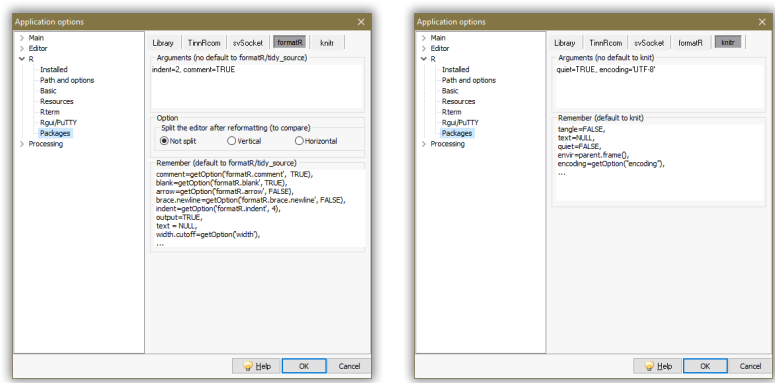 Application options
Main
Editor
R
Installed
Path and options
Basic
Resources
Rterm
Rgui/PuTTY
Packages
Processing
Library TinnRcom svSocket formatR knitr
Arguments (no default to formatR/tidy_source)
indent=2, comment=TRUE
Option
Split the editor after reformatting (to compare)
Not split Vertical Horizontal
Remember (default to formatR/tidy_source)
comment=getOption('formatR.comment', TRUE),
blank=getOption('formatR.blank', TRUE),
arrow=getOption('formatR.arrow', FALSE),
brace.newline=getOption('formatR.brace.newline', FALSE),
indent=getOption('formatR.indent', 4),
output=TRUE,
text = NULL,
width.cutoff=getOption('width'),
...
Help OK Cancel
Application options
Main
Editor
R
Installed
Path and options
Basic
Resources
Rterm
Rgui/PuTTY
Packages
Processing
Library TinnRcom svSocket formatR knitr
Arguments (no default to knit)
quiet=TRUE, encoding='UTF-8'
Remember (default to knit)
tangle=FALSE,
text=NULL,
quiet=FALSE,
envir=parent.frame(),
encoding=getOption("encoding"),
...
Help OK Cancel